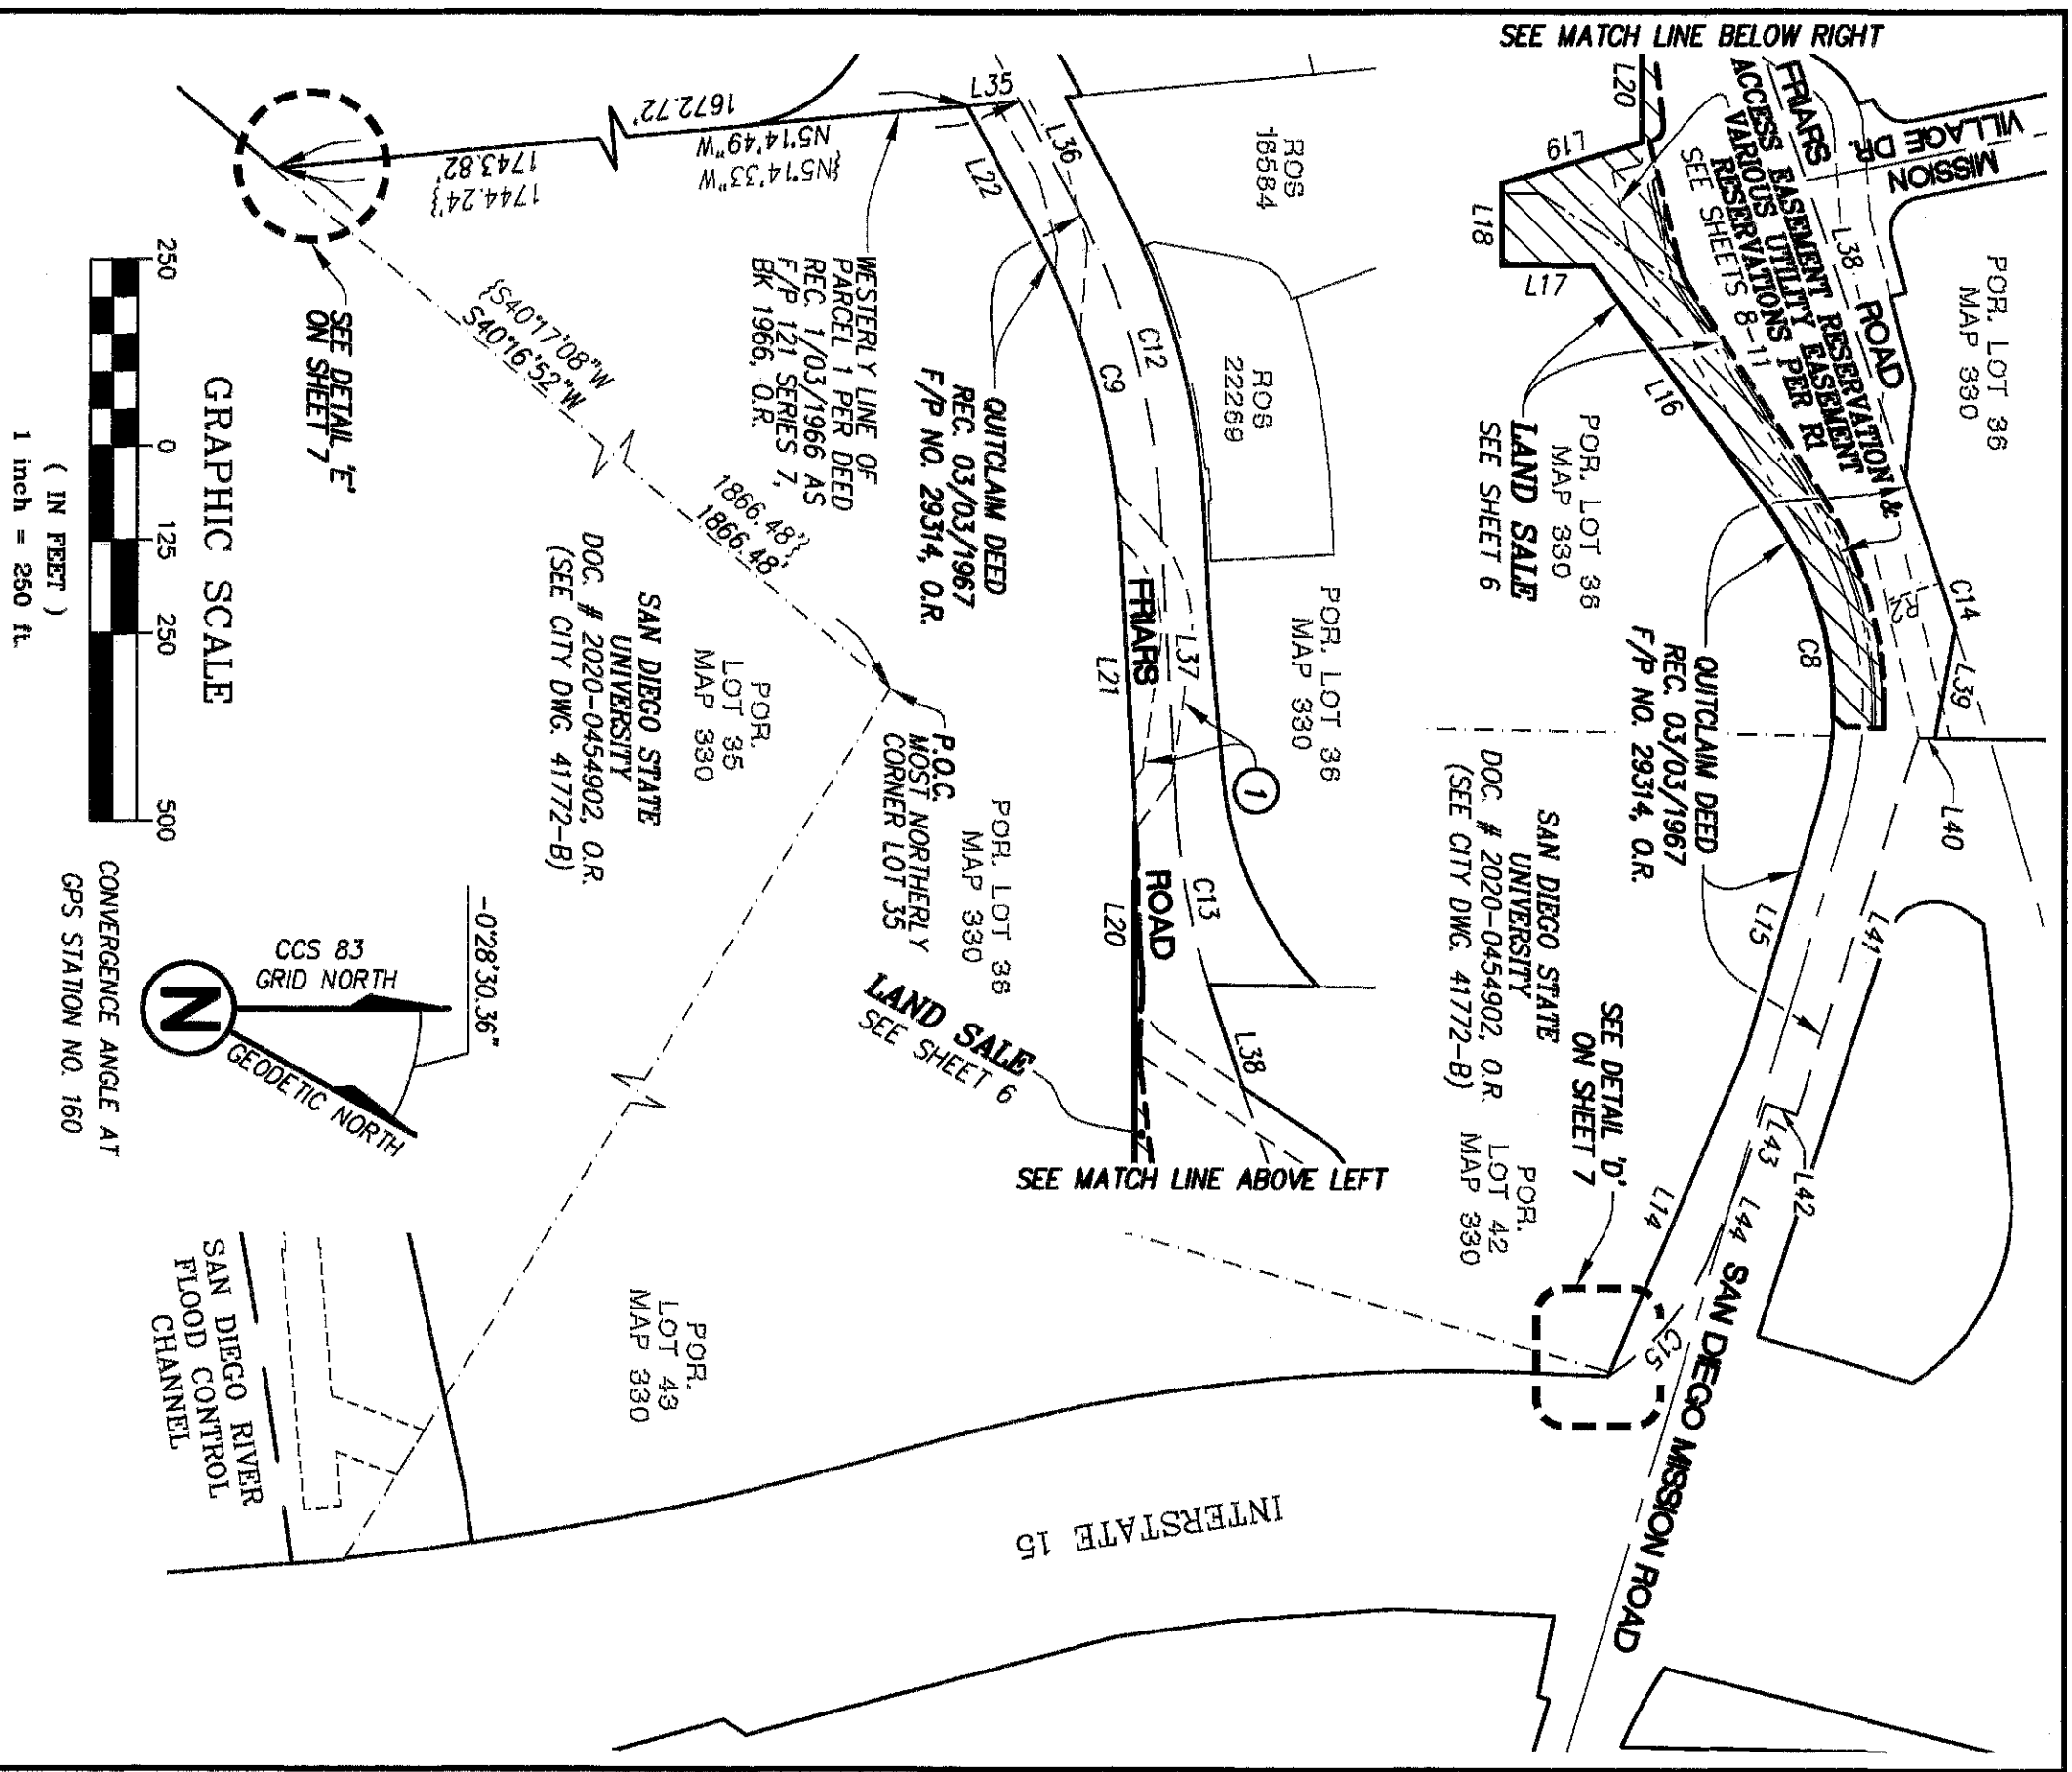 SEE MATCH LINE BELOW RIGHT
L20
L19
L18
L17
L16
FRIARS
ROAD
L38
MISSION
VILLAGE DR.
ACCESS EASEMENT RESERVATION &
VARIOUS UTILITY EASEMENT
RESERVATIONS PER RI
SEE SHEETS 8-11
POR. LOT 36
MAP 330
POR. LOT 36
MAP 330
LAND SALE
SEE SHEET 6
C14
R2
L39
C8
L40
QUITCLAIM DEED
REC. 03/03/1967
F/P NO. 29314, O.R.
L15
L41
SAN DIEGO STATE
UNIVERSITY
DOC. # 2020-0454902, O.R.
(SEE CITY DWG. 41772-B)
SEE DETAIL 'D'
ON SHEET 7
POR.
LOT 42
MAP 330
L14
L42
L43
L44
C15
SAN DIEGO MISSION ROAD
INTERSTATE 15
L35
L36
L22
ROS
16584
ROS
22269
C12
C9
QUITCLAIM DEED
REC. 03/03/1967
F/P NO. 29314, O.R.
POR. LOT 36
MAP 330
FRIARS
ROAD
L37
L21
1
C13
L20
L38
LAND SALE
SEE SHEET 6
SEE MATCH LINE ABOVE LEFT
1672.72'
N5°14'49"W
{N5°14'33"W
1743.82'
1744.24'}
WESTERLY LINE OF
PARCEL 1 PER DEED
REC. 1/03/1966 AS
F/P 121 SERIES 7,
BK 1966, O.R.
{S40°17'08"W
S40°16'52"W
1866.48'}
1866.48'
P.O.C.
MOST NORTHERLY
CORNER LOT 35
POR. LOT 36
MAP 330
POR.
LOT 35
MAP 330
SAN DIEGO STATE
UNIVERSITY
DOC. # 2020-0454902, O.R.
(SEE CITY DWG. 41772-B)
SEE DETAIL 'E'
ON SHEET 7
POR.
LOT 43
MAP 330
SAN DIEGO RIVER
FLOOD CONTROL
CHANNEL
GRAPHIC SCALE
250
0
125
250
500
( IN FEET )
1 inch = 250 ft.
-0°28'30.36"
CCS 83
GRID NORTH
GEODETIC NORTH
N
CONVERGENCE ANGLE AT
GPS STATION NO. 160